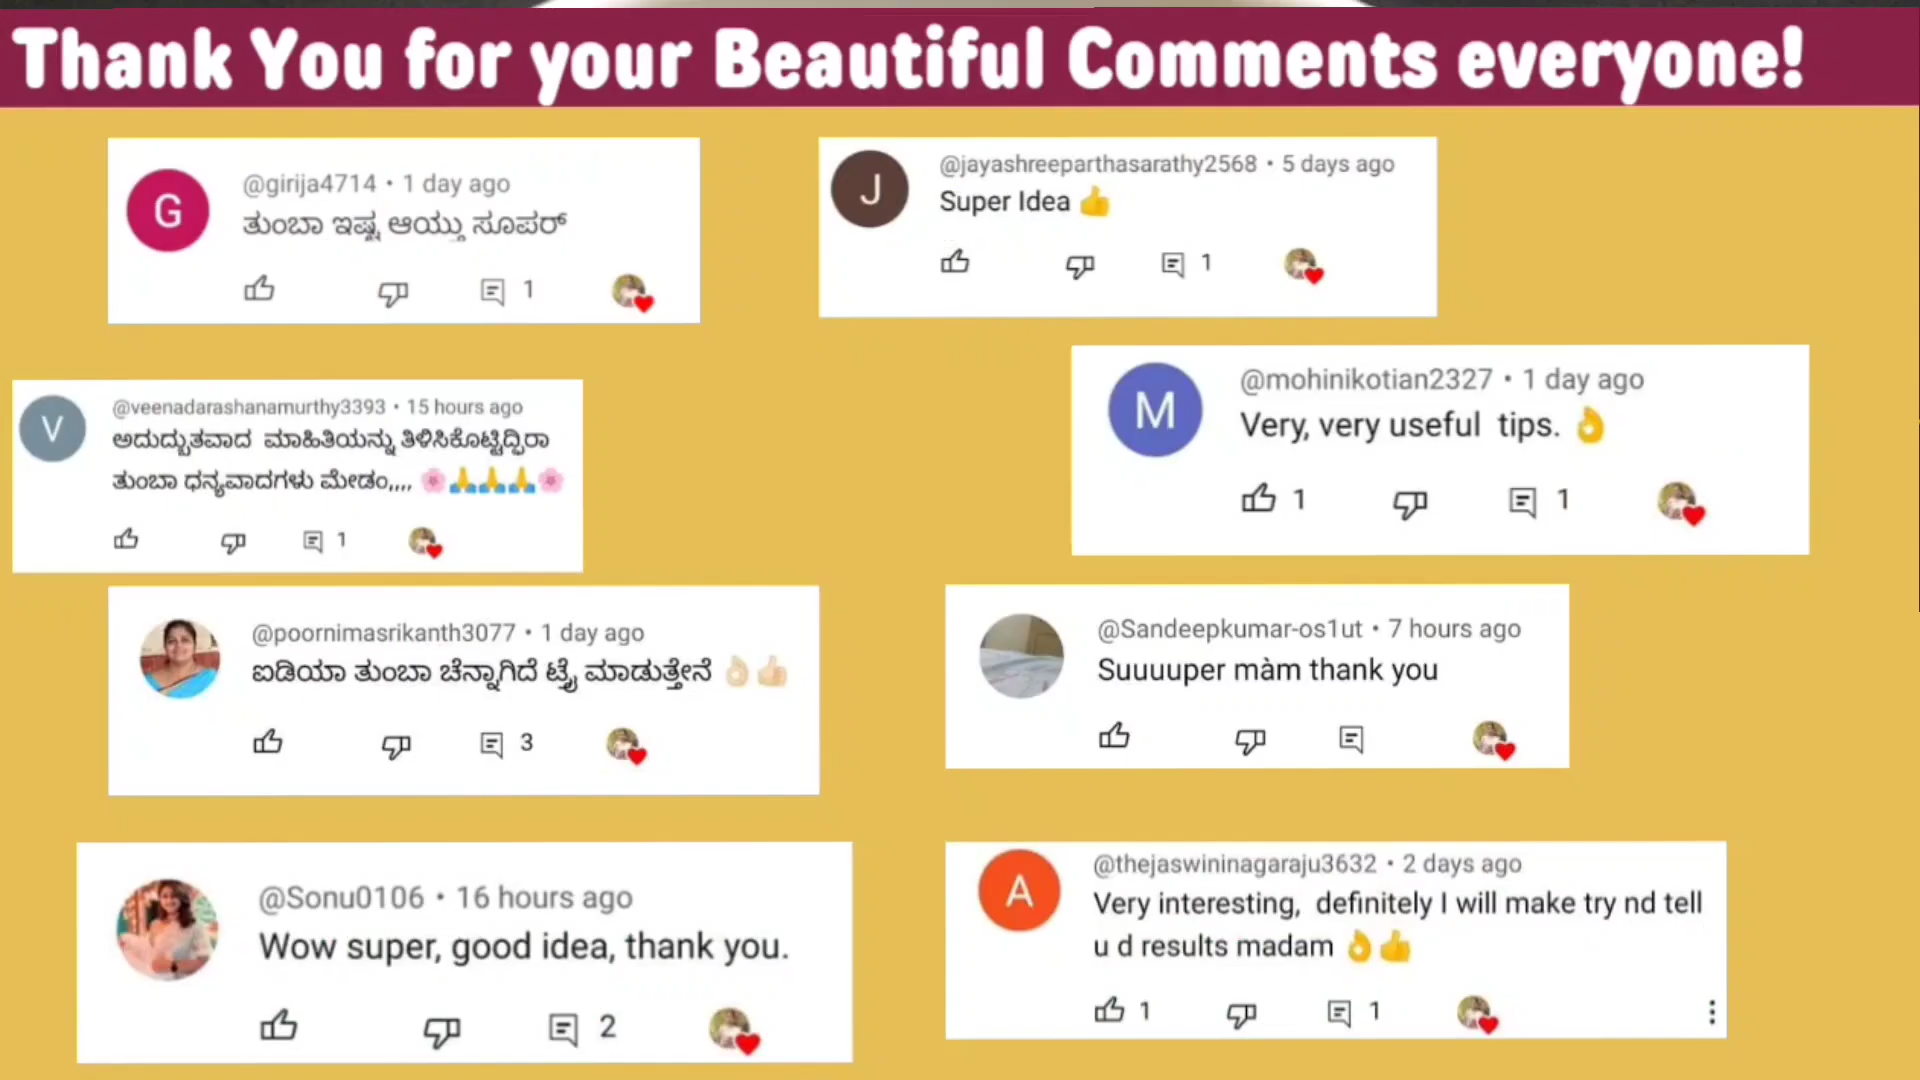 Thank You for your Beautiful Comments everyone!
G
@girija4714 • 1 day ago
ತುಂಬಾ ಇಷ್ಟ ಆಯ್ತು ಸೂಪರ್
1
J
@jayashreeparthasarathy2568 • 5 days ago
Super Idea 👍
1
V
@veenadarashanamurthy3393 • 15 hours ago
ಅದುದ್ಭುತವಾದ ಮಾಹಿತಿಯನ್ನು ತಿಳಿಸಿಕೊಟ್ಟಿದ್ಧಿರಾ
ತುಂಬಾ ಧನ್ಯವಾದಗಳು ಮೇಡಂ,,,, 🌸🙏🙏🙏🌸
1
M
@mohinikotian2327 • 1 day ago
Very, very useful tips. 👌
1 1
@poornimasrikanth3077 • 1 day ago
ಐಡಿಯಾ ತುಂಬಾ ಚೆನ್ನಾಗಿದೆ ಟ್ರೈ ಮಾಡುತ್ತೇನೆ 👌🏻👍🏻
3
@Sandeepkumar-os1ut • 7 hours ago
Suuuuper màm thank you
@Sonu0106 • 16 hours ago
Wow super, good idea, thank you.
2
A
@thejaswininagaraju3632 • 2 days ago
Very interesting, definitely I will make try nd tell
u d results madam 👌👍
1 1